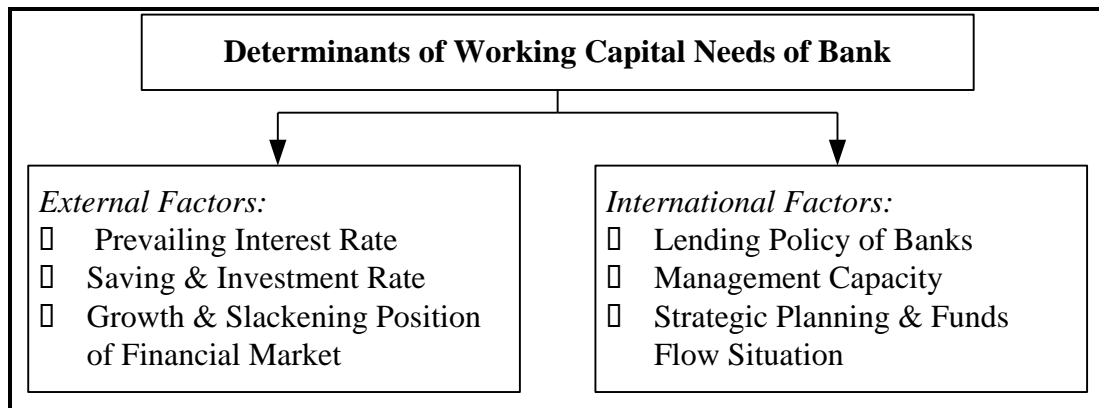 Determinants of Working Capital Needs of Bank
External Factors:
▯ Prevailing Interest Rate
▯ Saving & Investment Rate
▯ Growth & Slackening Position
of Financial Market
International Factors:
▯ Lending Policy of Banks
▯ Management Capacity
▯ Strategic Planning & Funds
Flow Situation